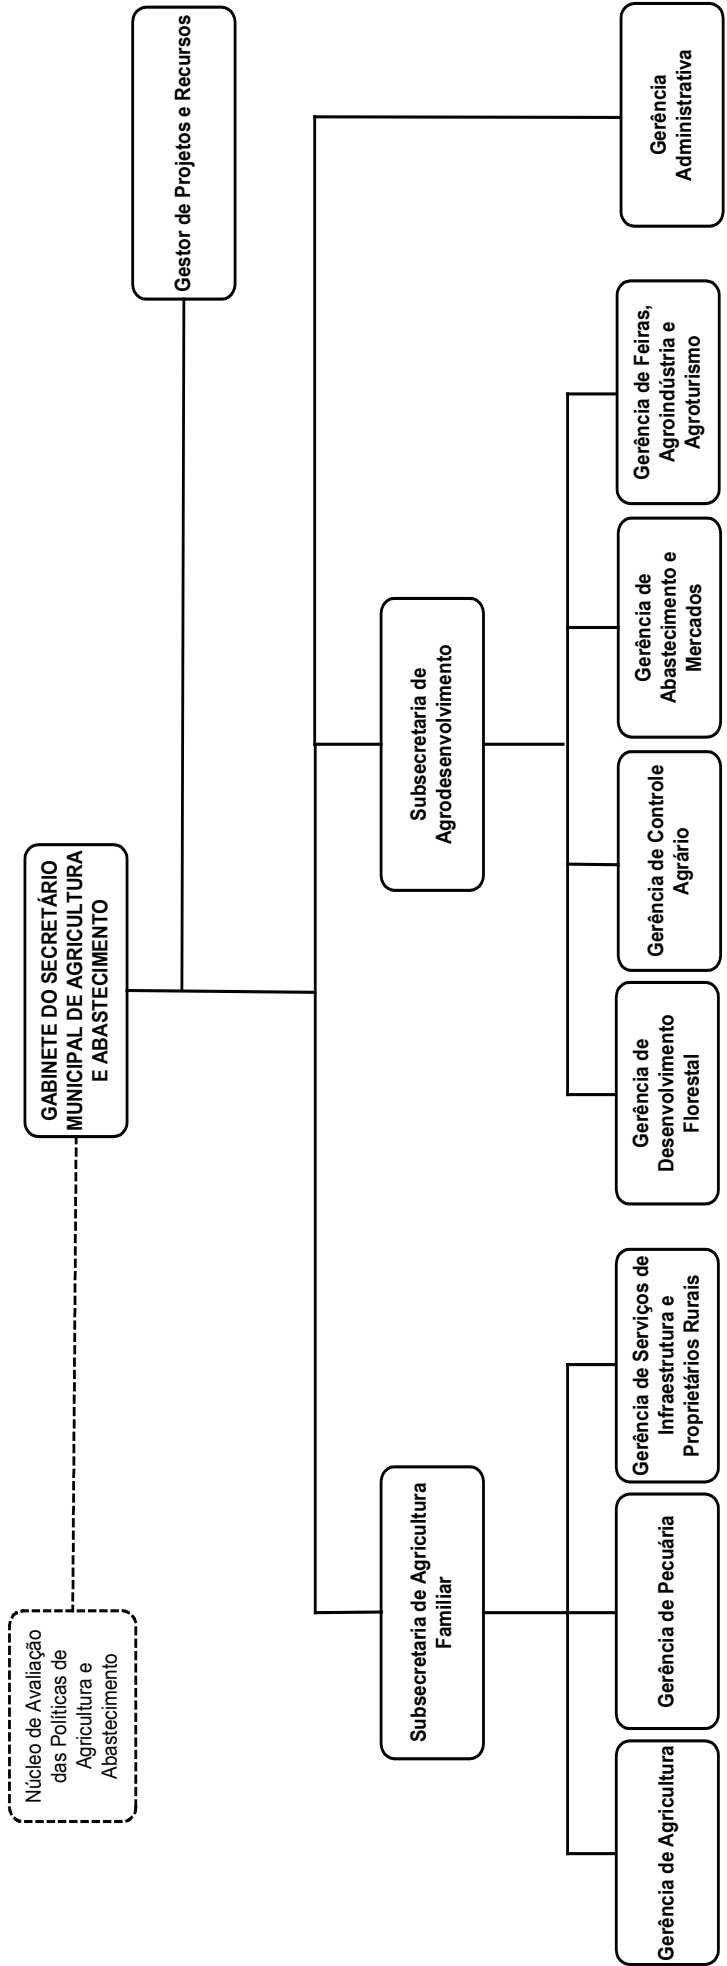 GABINETE DO SECRETÁRIO
MUNICIPAL DE AGRICULTURA
E ABASTECIMENTO
Núcleo de Avaliação
das Políticas de
Agricultura e
Abastecimento
Gestor de Projetos e Recursos
Subsecretaria de Agricultura
Familiar
Subsecretaria de
Agrodesenvolvimento
Gerência de Agricultura
Gerência de Pecuária
Gerência de Serviços de
Infraestrutura e
Proprietários Rurais
Gerência de
Desenvolvimento
Florestal
Gerência de Controle
Agrário
Gerência de
Abastecimento e
Mercados
Gerência de Feiras,
Agroindústria e
Agroturismo
Gerência
Administrativa